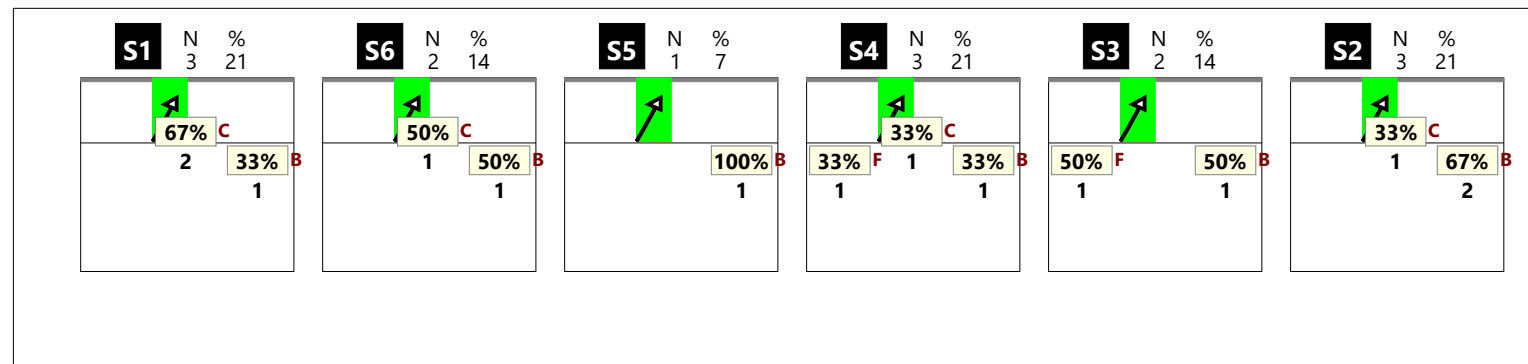 S1 N % S6 N % S5 N % S4 N % S3 N % S2 N %
3 21 2 14 1 7 3 21 2 14 3 21
67% C 50% C 33% C 33% C
2 33% B 1 50% B 100% B 33% F 1 33% B 50% F 50% B 1 67% B
1 1 1 1 1 1 1 2